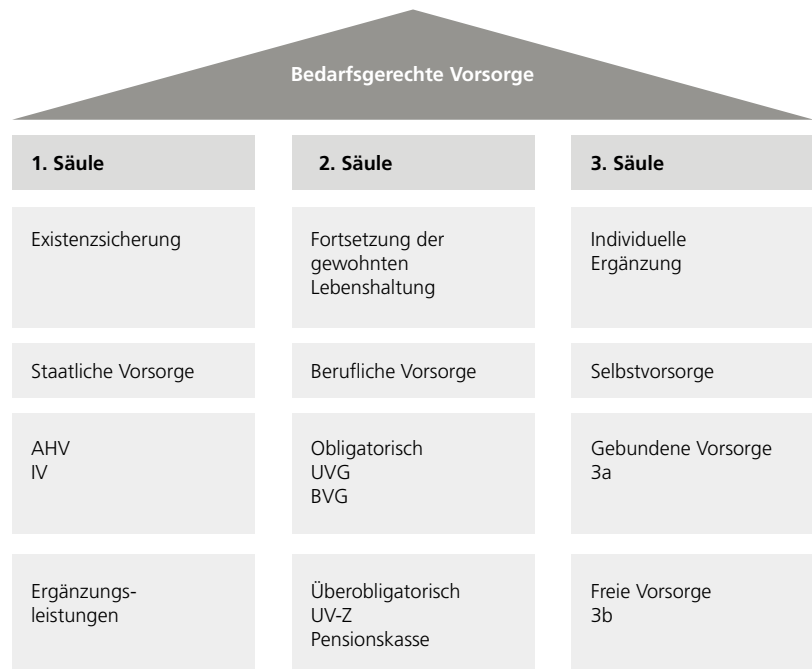 Bedarfsgerechte Vorsorge
1. Säule
2. Säule
3. Säule
Existenzsicherung
Fortsetzung der
gewohnten
Lebenshaltung
Individuelle
Ergänzung
Staatliche Vorsorge
Berufliche Vorsorge
Selbstvorsorge
AHV
IV
Obligatorisch
UVG
BVG
Gebundene Vorsorge
3a
Ergänzungs-
leistungen
Überobligatorisch
UV-Z
Pensionskasse
Freie Vorsorge
3b